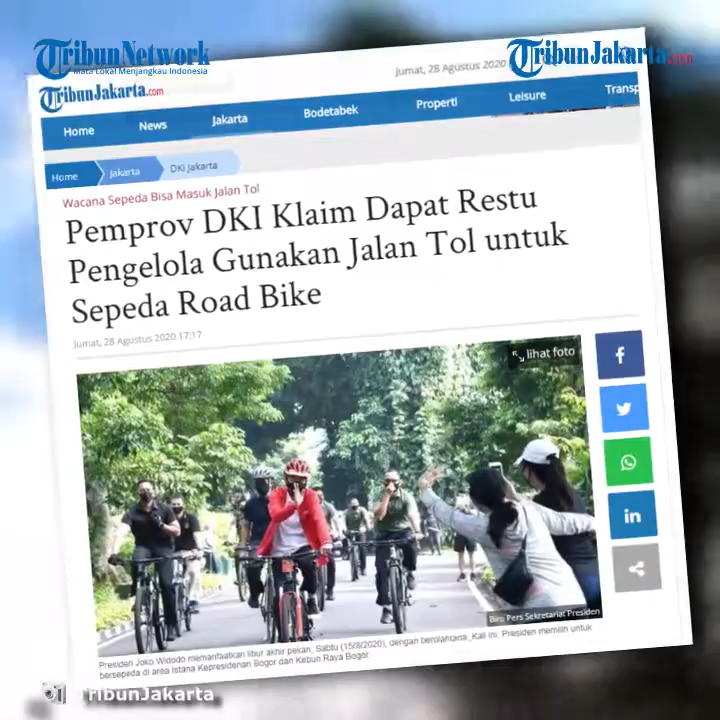 TribunNetwork
Mata Lokal Menjangkau Indonesia
TribunJakarta.com
Jumat, 28 Agustus 2020
TribunJakarta.com
Home News Jakarta Bodetabek Properti Leisure Transp
Home Jakarta DKI Jakarta
Wacana Sepeda Bisa Masuk Jalan Tol
Pemprov DKI Klaim Dapat Restu
Pengelola Gunakan Jalan Tol untuk
Sepeda Road Bike
Jumat, 28 Agustus 2020 17:17
lihat foto
Biro Pers Sekretariat Presiden
Presiden Joko Widodo memanfaatkan libur akhir pekan, Sabtu (15/8/2020), dengan berolahraga. Kali ini, Presiden memilih untuk
bersepeda di area Istana Kepresidenan Bogor dan Kebun Raya Bogor.
TribunJakarta